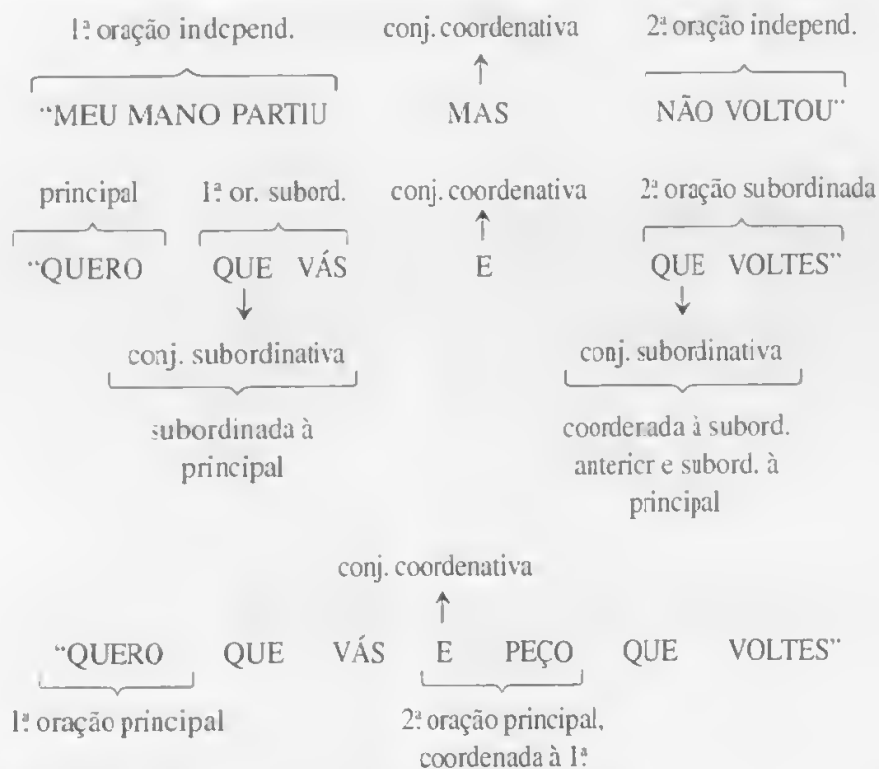 1ª oração independ. conj. coordenativa 2ª oração independ.
“MEU MANO PARTIU MAS NÃO VOLTOU”
principal 1ª or. subord. conj. coordenativa 2ª oração subordinada
“QUERO QUE VÁS E QUE VOLTES”
conj. subordinativa conj. subordinativa
subordinada à coorderada à subord.
principal antericr e subord. à
principal
conj. coordenativa
“QUERO QUE VÁS E PEÇO QUE VOLTES”
1ª oração principal 2ª oração principal,
coordenada à 1ª